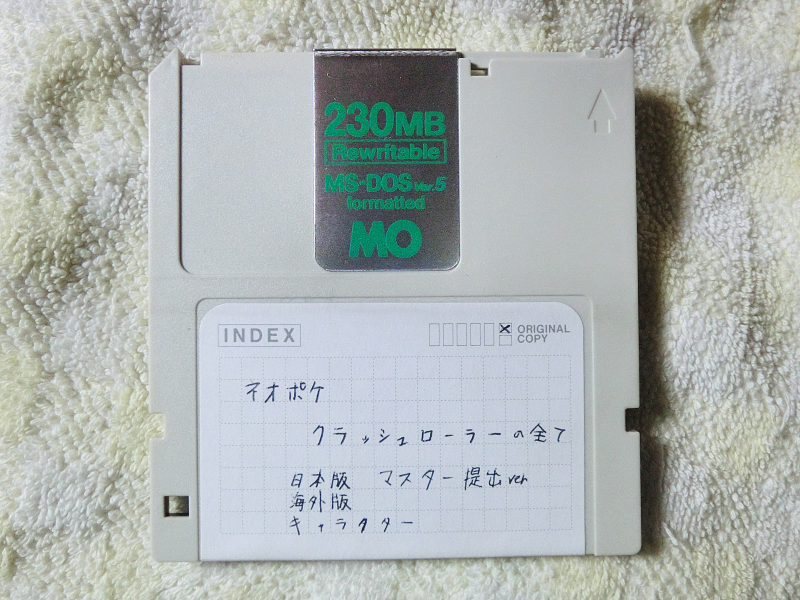 230MB
Rewritable
MS-DOS Ver.5
formatted
MO
INDEX
ORIGINAL
COPY
ネオポケ
クラッシュローラーの全て
日本版 マスター提出ver
海外版
キャラクター